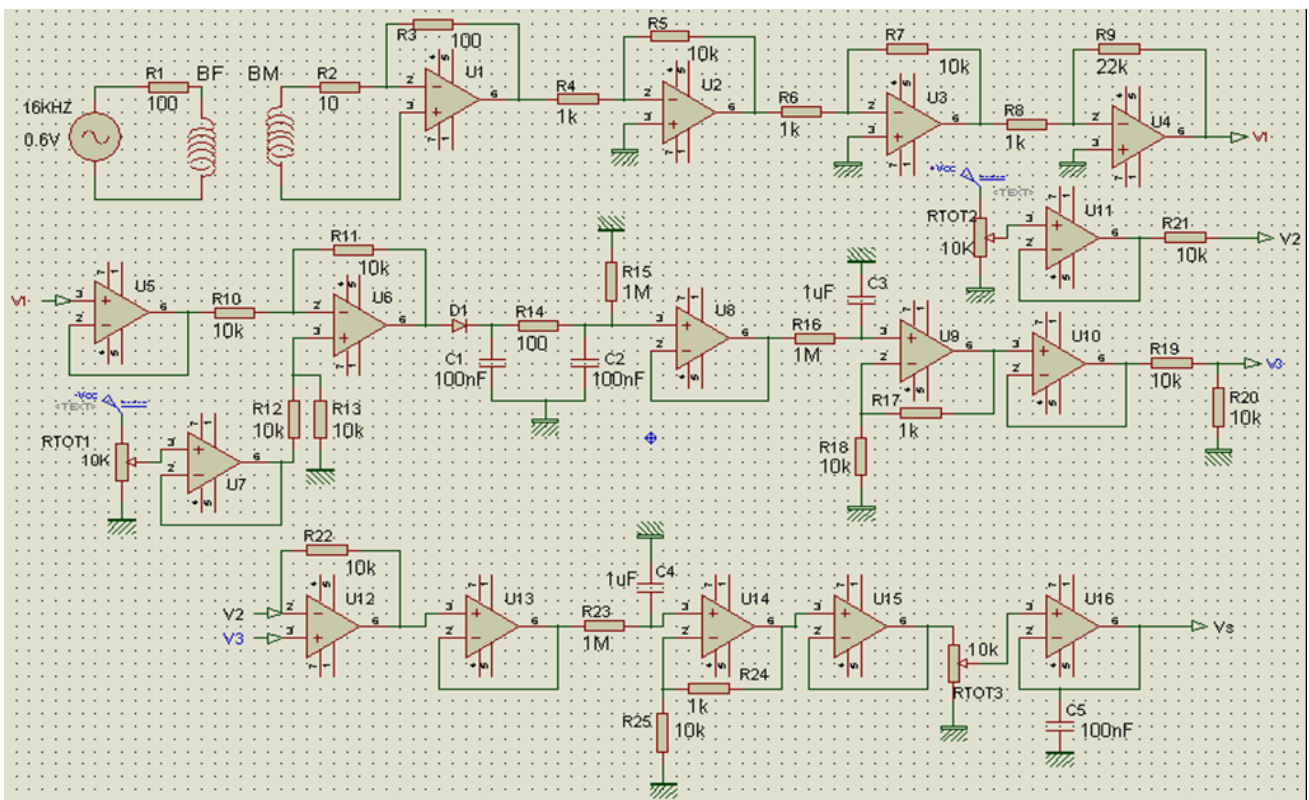 R3
100
R5
10k
R7
10k
R9
22k
16KHZ
0.6V
R1
100
BF
BM
R2
10
U1
R4
1k
U2
R6
1k
U3
R8
1k
U4
V1
+Vcc
<TEXT>
RTOT2
10K
U11
R21
10k
V2
V1
U5
R10
10k
R11
10k
U6
D1
C1
100nF
R14
100
C2
100nF
R15
1M
U8
R16
1M
1uF
C3
U9
R17
1k
R18
10k
U10
R19
10k
V3
R20
10k
-Vcc
<TEXT>
RTOT1
10K
U7
R12
10k
R13
10k
R22
10k
V2
V3
U12
U13
R23
1M
1uF
C4
U14
R24
1k
R25
10k
U15
10k
RTOT3
U16
C5
100nF
Vs